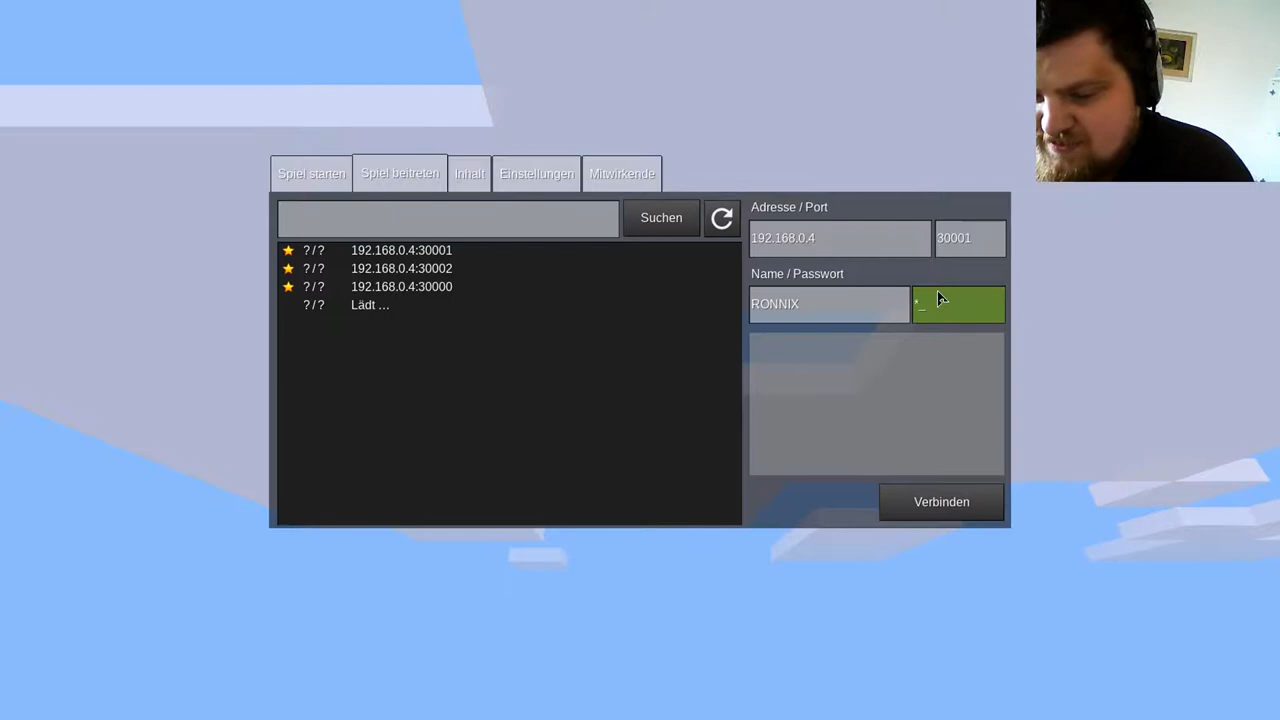 Spiel starten Spiel beitreten Inhalt Einstellungen Mitwirkende
Suchen
? / ? 192.168.0.4:30001
? / ? 192.168.0.4:30002
? / ? 192.168.0.4:30000
? / ? Lädt ...
Adresse / Port
192.168.0.4 30001
Name / Passwort
RONNIX *_
Verbinden